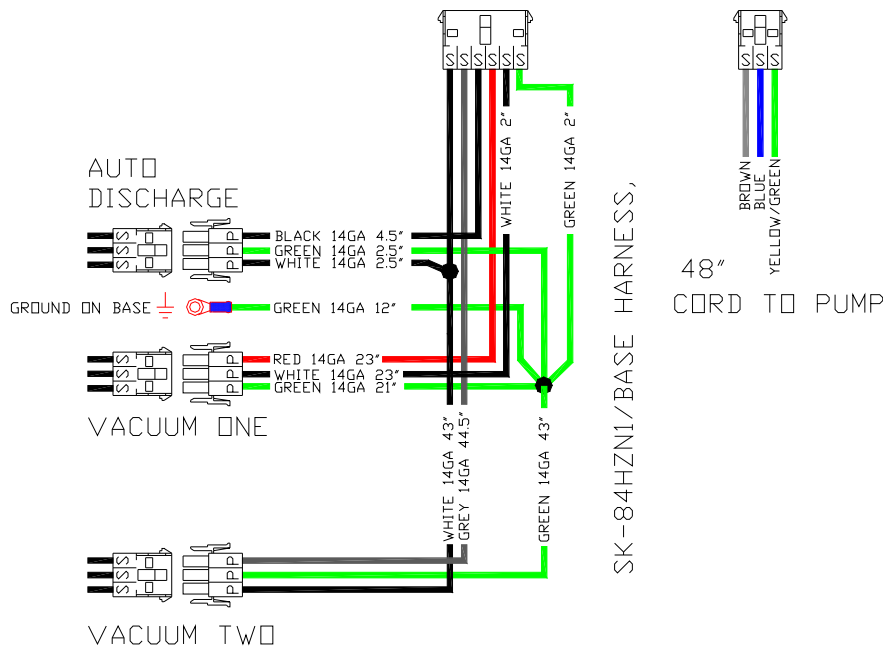 S S S S S S
S S S
WHITE 14GA 2"
GREEN 14GA 2"
BROWN
BLUE
YELLOW/GREEN
48"
CORD TO PUMP
SK-84HZN1/BASE HARNESS,
AUTO
DISCHARGE
S
S
S
P
P
P
BLACK 14GA 4.5"
GREEN 14GA 2.5"
WHITE 14GA 2.5"
GROUND ON BASE
GREEN 14GA 12"
S
S
S
P
P
P
RED 14GA 23"
WHITE 14GA 23"
GREEN 14GA 21"
VACUUM ONE
WHITE 14GA 43"
GREY 14GA 44.5"
GREEN 14GA 43"
S
S
S
P
P
P
VACUUM TWO